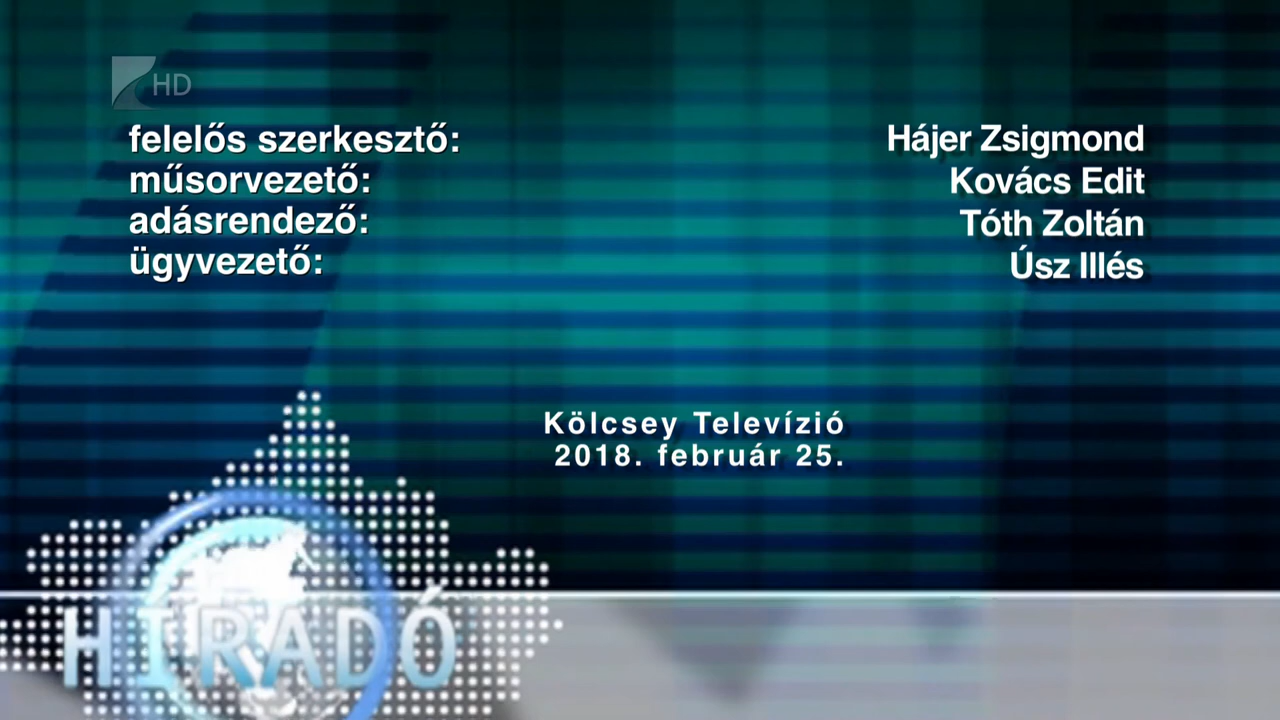 HD
felelős szerkesztő: Hájer Zsigmond
műsorvezető: Kovács Edit
adásrendező: Tóth Zoltán
ügyvezető: Úsz Illés
Kölcsey Televízió
2018. február 25.
HÍRADÓ